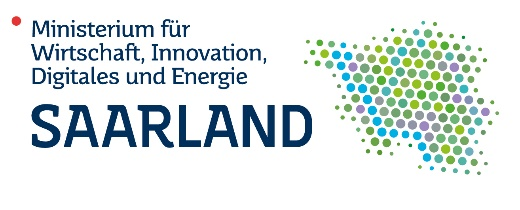 Ministerium für
Wirtschaft, Innovation,
Digitales und Energie
SAARLAND